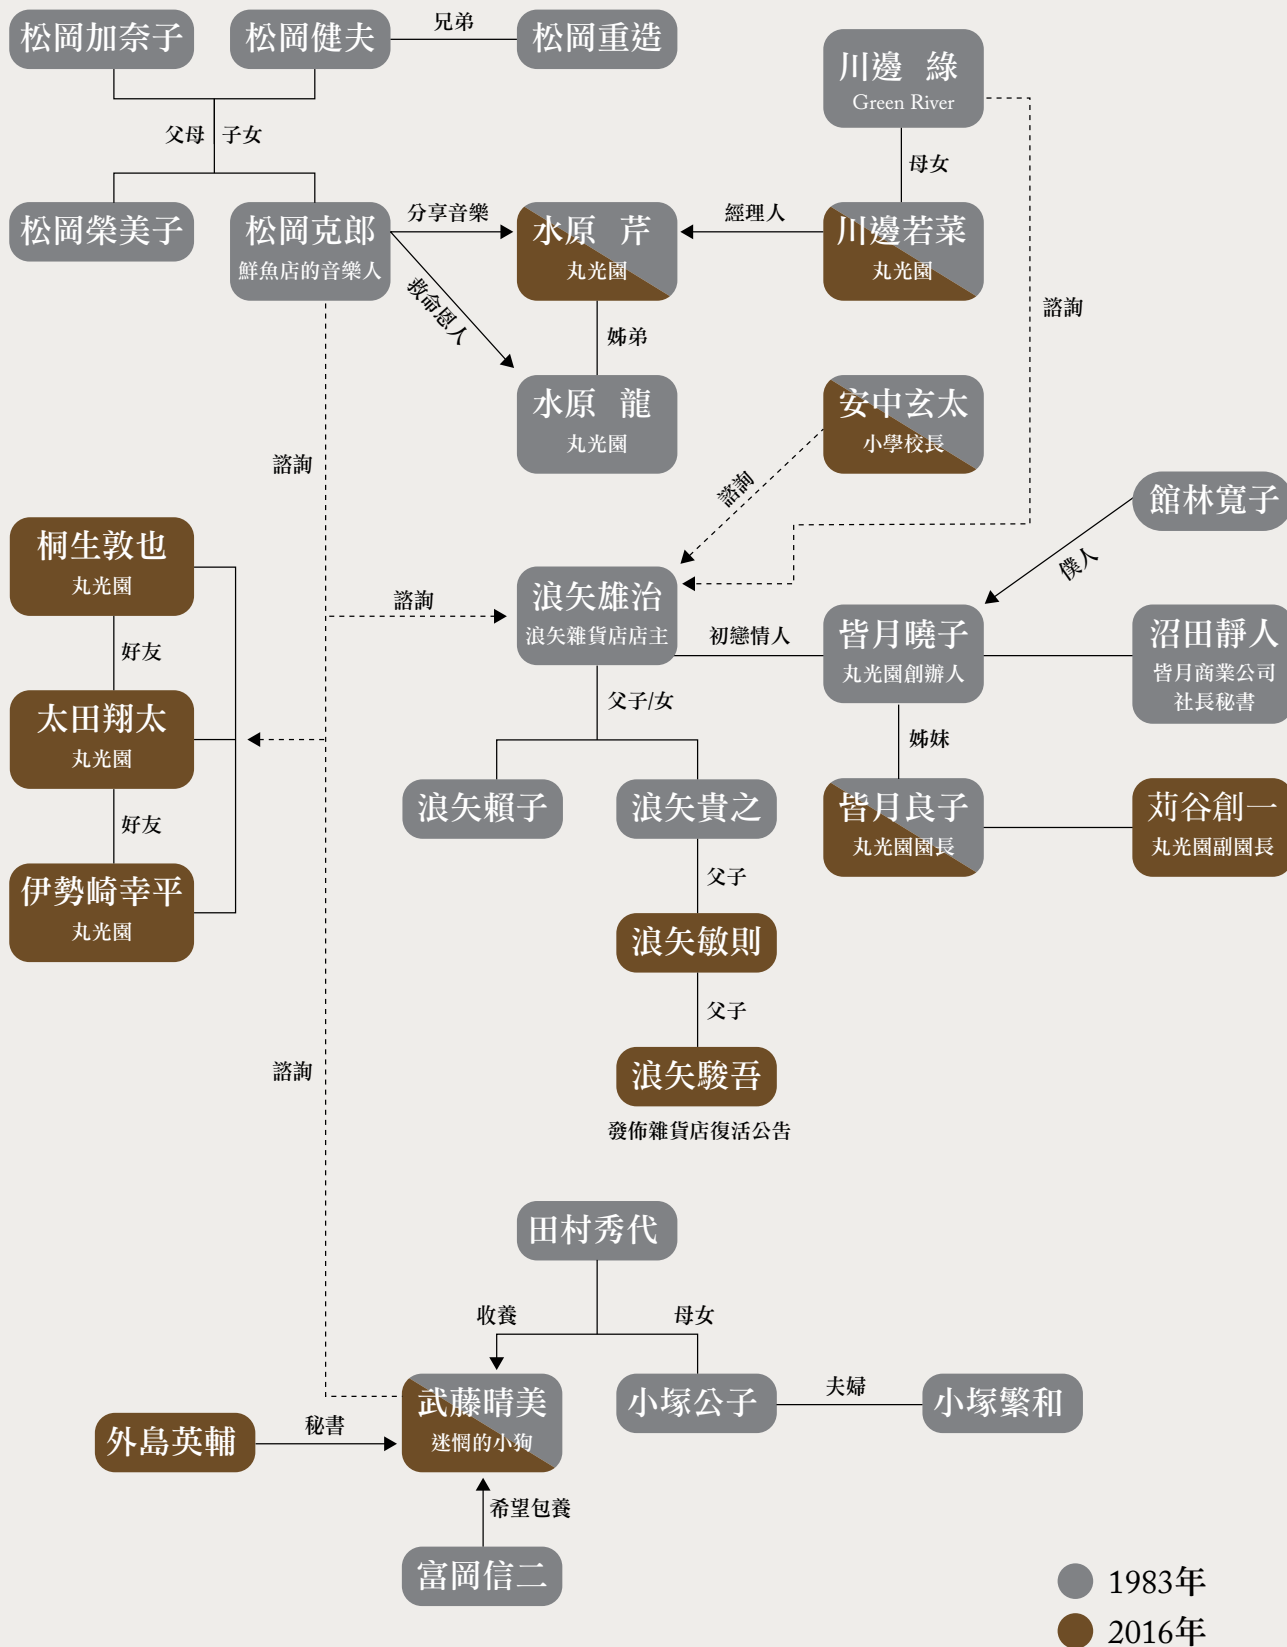 松岡加奈子
松岡健夫
兄弟
松岡重造
川邊 綠
Green River
父母
子女
母女
松岡榮美子
松岡克郎
鮮魚店的音樂人
分享音樂
水原 芹
丸光園
經理人
川邊若菜
丸光園
救命恩人
姊弟
諮詢
水原 龍
丸光園
安中玄太
小學校長
諮詢
諮詢
館林寬子
僕人
桐生敦也
丸光園
好友
太田翔太
丸光園
好友
伊勢崎幸平
丸光園
諮詢
浪矢雄治
浪矢雜貨店店主
初戀情人
皆月曉子
丸光園創辦人
沼田靜人
皆月商業公司
社長秘書
父子/女
姊妹
浪矢賴子
浪矢貴之
皆月良子
丸光園園長
苅谷創一
丸光園副園長
父子
浪矢敏則
父子
浪矢駿吾
發佈雜貨店復活公告
諮詢
田村秀代
收養
母女
武藤晴美
迷惘的小狗
小塚公子
夫婦
小塚繁和
外島英輔
秘書
希望包養
富岡信二
1983年
2016年